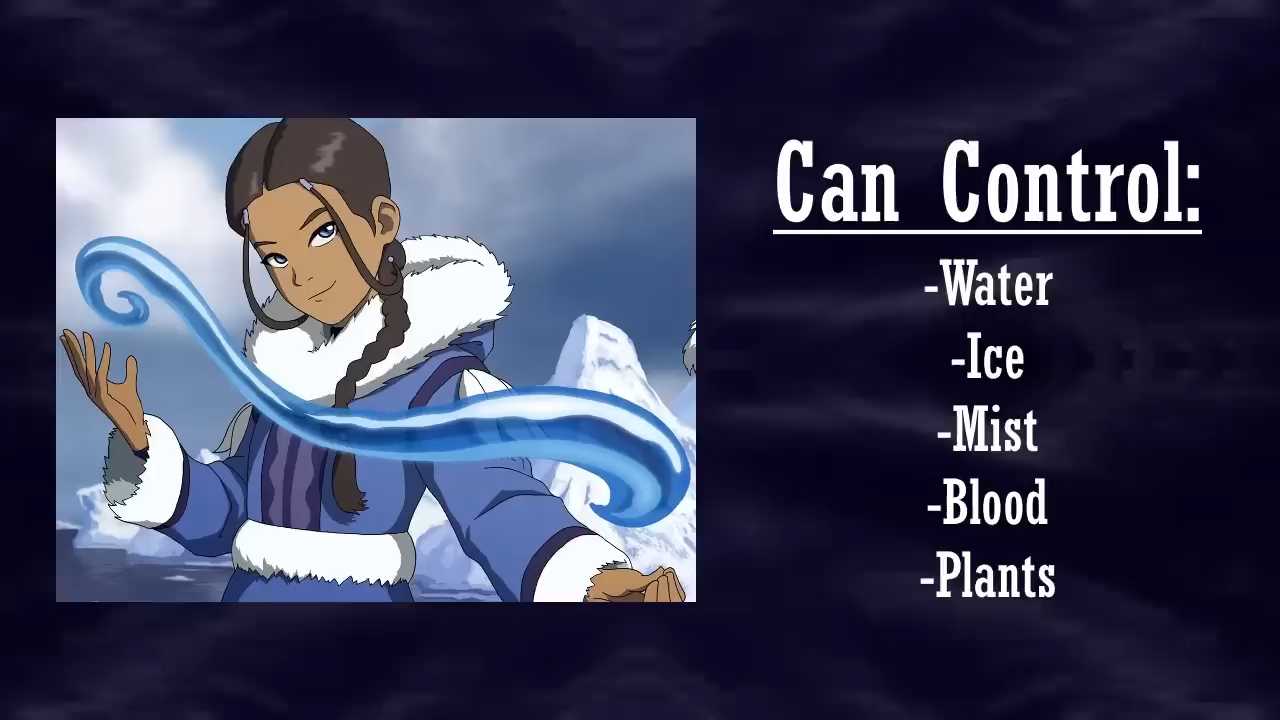 Can Control:
-Water
-Ice
-Mist
-Blood
-Plants